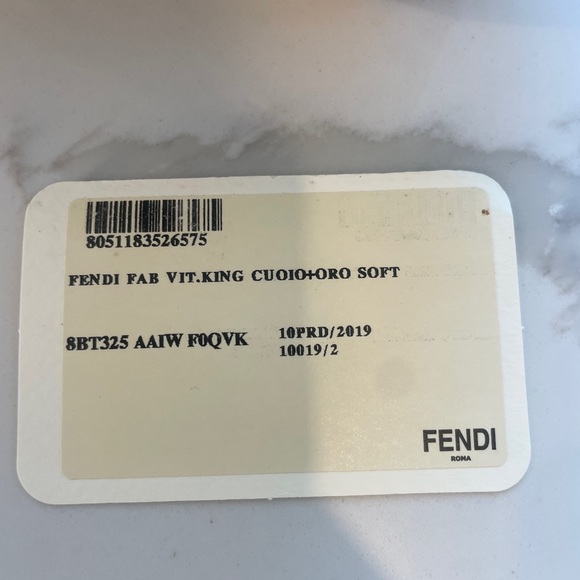 8051183526575
FENDI FAB VIT.KING CUOIO+ORO SOFT
8BT325 AAIW F0QVK
10PRD/2019
10019/2
FENDI
ROMA